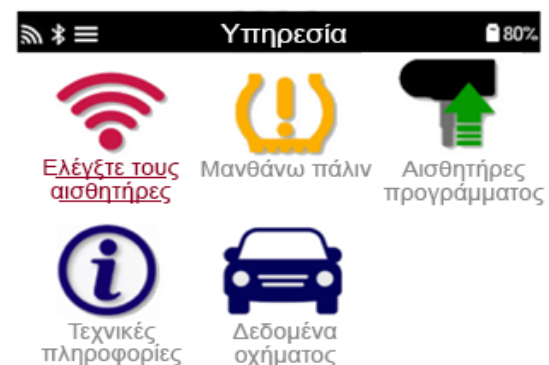 Υπηρεσία
80%
Ελέγξτε τους
αισθητήρες
Μανθάνω πάλιν
Αισθητήρες
προγράμματος
Τεχνικές
πληροφορίες
Δεδομένα
οχήματος